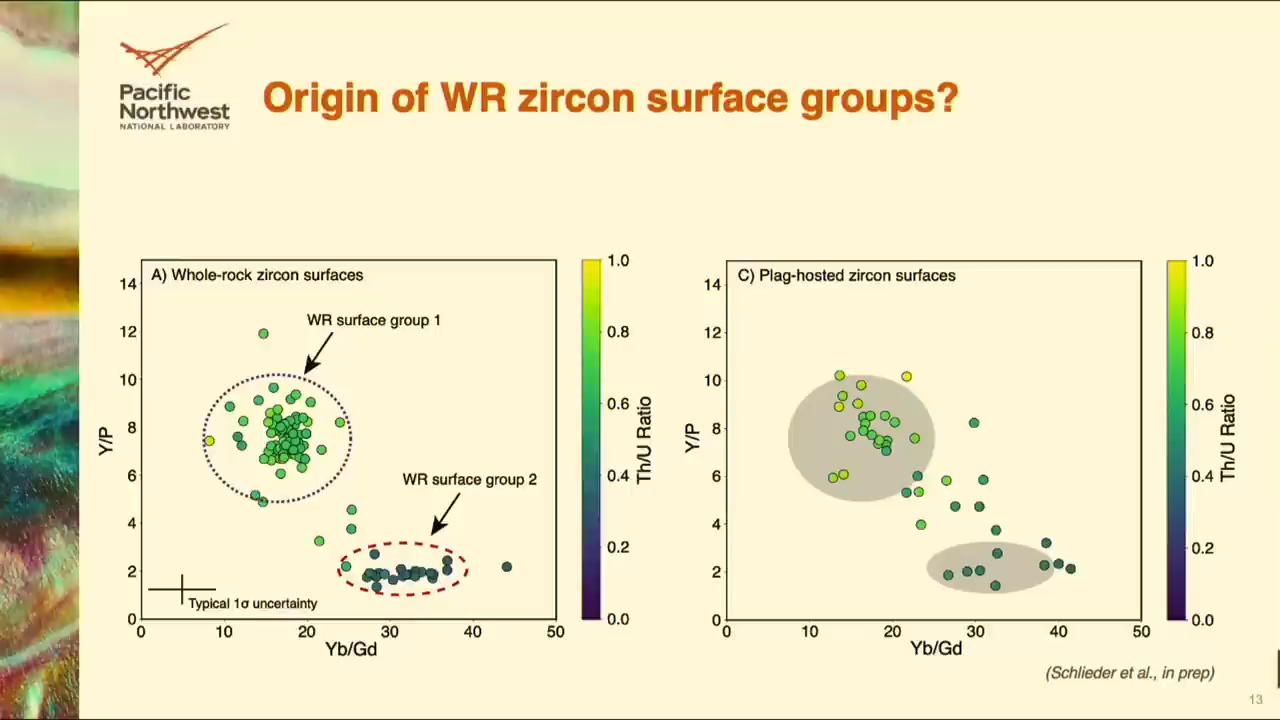 Pacific
Northwest
NATIONAL LABORATORY
Origin of WR zircon surface groups?
A) Whole-rock zircon surfaces
WR surface group 1
WR surface group 2
Typical 1σ uncertainty
14
12
10
8
6
4
2
0
Y/P
0 10 20 30 40 50
Yb/Gd
1.0
0.8
0.6
0.4
0.2
0.0
Th/U Ratio
C) Plag-hosted zircon surfaces
14
12
10
8
6
4
2
0
Y/P
0 10 20 30 40 50
Yb/Gd
1.0
0.8
0.6
0.4
0.2
0.0
Th/U Ratio
(Schlieder et al., in prep)
13